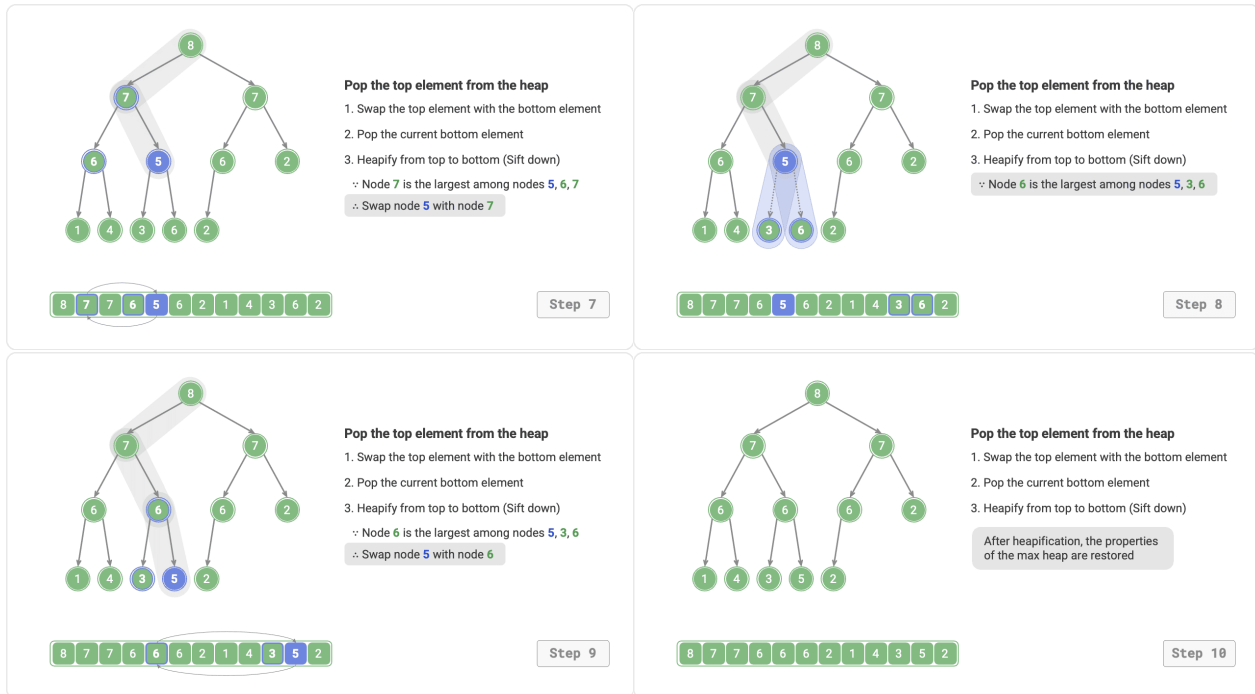 8
7
7
6
5
6
2
1
4
3
6
2
Pop the top element from the heap
1. Swap the top element with the bottom element
2. Pop the current bottom element
3. Heapify from top to bottom (Sift down)
∵ Node 7 is the largest among nodes 5, 6, 7
∴ Swap node 5 with node 7
8 7 7 6 5 6 2 1 4 3 6 2
Step 7
8
7
7
6
5
6
2
1
4
3
6
2
Pop the top element from the heap
1. Swap the top element with the bottom element
2. Pop the current bottom element
3. Heapify from top to bottom (Sift down)
∵ Node 6 is the largest among nodes 5, 3, 6
8 7 7 6 5 6 2 1 4 3 6 2
Step 8
8
7
7
6
6
6
2
1
4
3
5
2
Pop the top element from the heap
1. Swap the top element with the bottom element
2. Pop the current bottom element
3. Heapify from top to bottom (Sift down)
∵ Node 6 is the largest among nodes 5, 3, 6
∴ Swap node 5 with node 6
8 7 7 6 6 6 2 1 4 3 5 2
Step 9
8
7
7
6
6
6
2
1
4
3
5
2
Pop the top element from the heap
1. Swap the top element with the bottom element
2. Pop the current bottom element
3. Heapify from top to bottom (Sift down)
After heapification, the properties
of the max heap are restored
8 7 7 6 6 6 2 1 4 3 5 2
Step 10